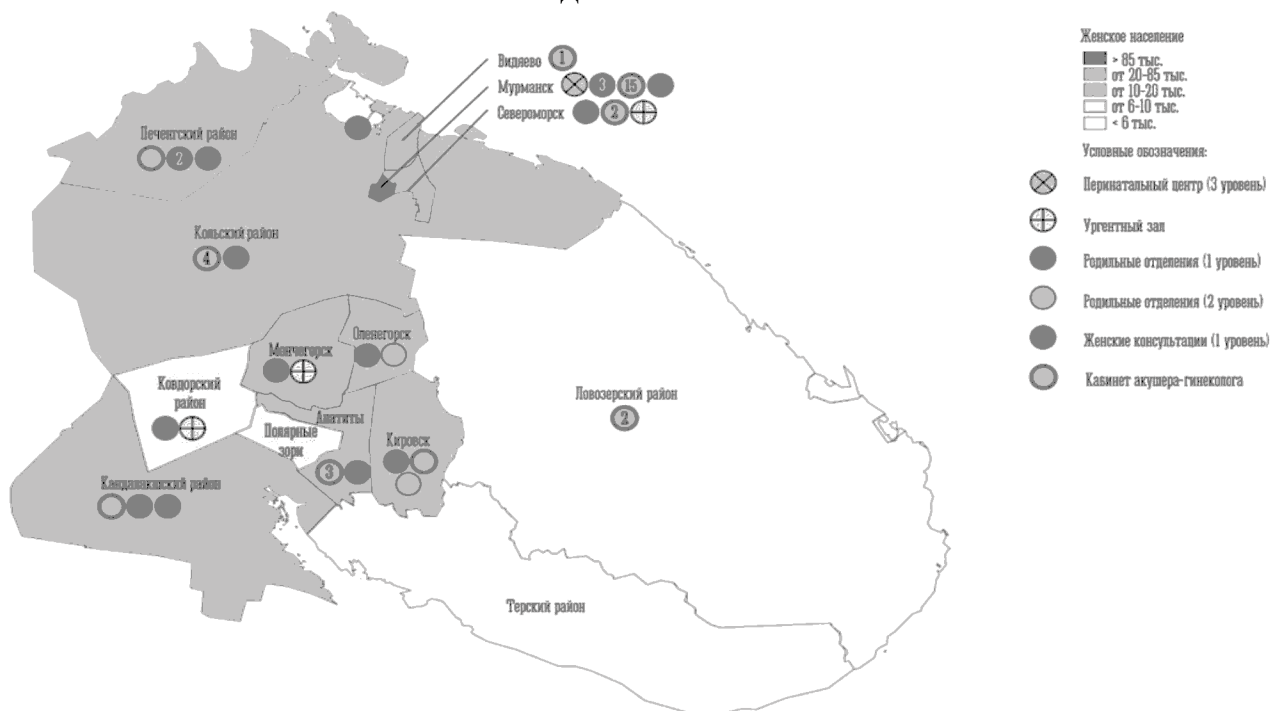 Видяево 1
Мурманск 3 15
Североморск 2
Печенгский район
2
Кольский район
4
Мончегорск
Оленегорск
Ковдорский
район
Апатиты
Полярные
зори
3
Кировск
Кандалакшский район
Ловозерский район
2
Терский район
Женское население
> 85 тыс.
от 20-85 тыс.
от 10-20 тыс.
от 6-10 тыс.
< 6 тыс.
Условные обозначения:
Перинатальный центр (3 уровень)
Ургентный зал
Родильные отделения (1 уровень)
Родильные отделения (2 уровень)
Женские консультации (1 уровень)
Кабинет акушера-гинеколога